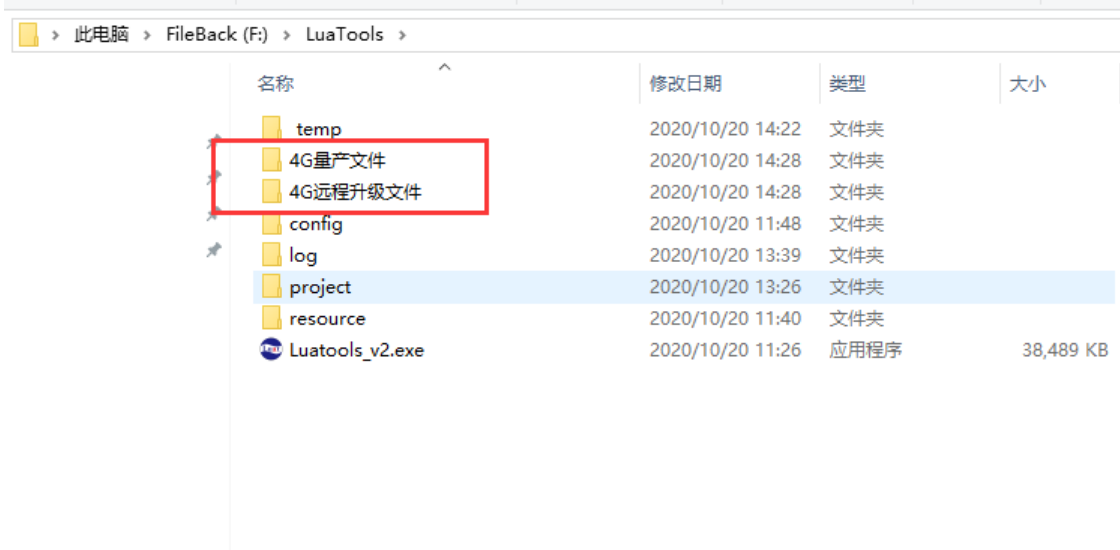 此电脑 > FileBack (F:) > LuaTools >
名称 修改日期 类型 大小
_temp 2020/10/20 14:22 文件夹
4G量产文件 2020/10/20 14:28 文件夹
4G远程升级文件 2020/10/20 14:28 文件夹
config 2020/10/20 11:48 文件夹
log 2020/10/20 13:39 文件夹
project 2020/10/20 13:26 文件夹
resource 2020/10/20 11:40 文件夹
Luatools_v2.exe 2020/10/20 11:26 应用程序 38,489 KB